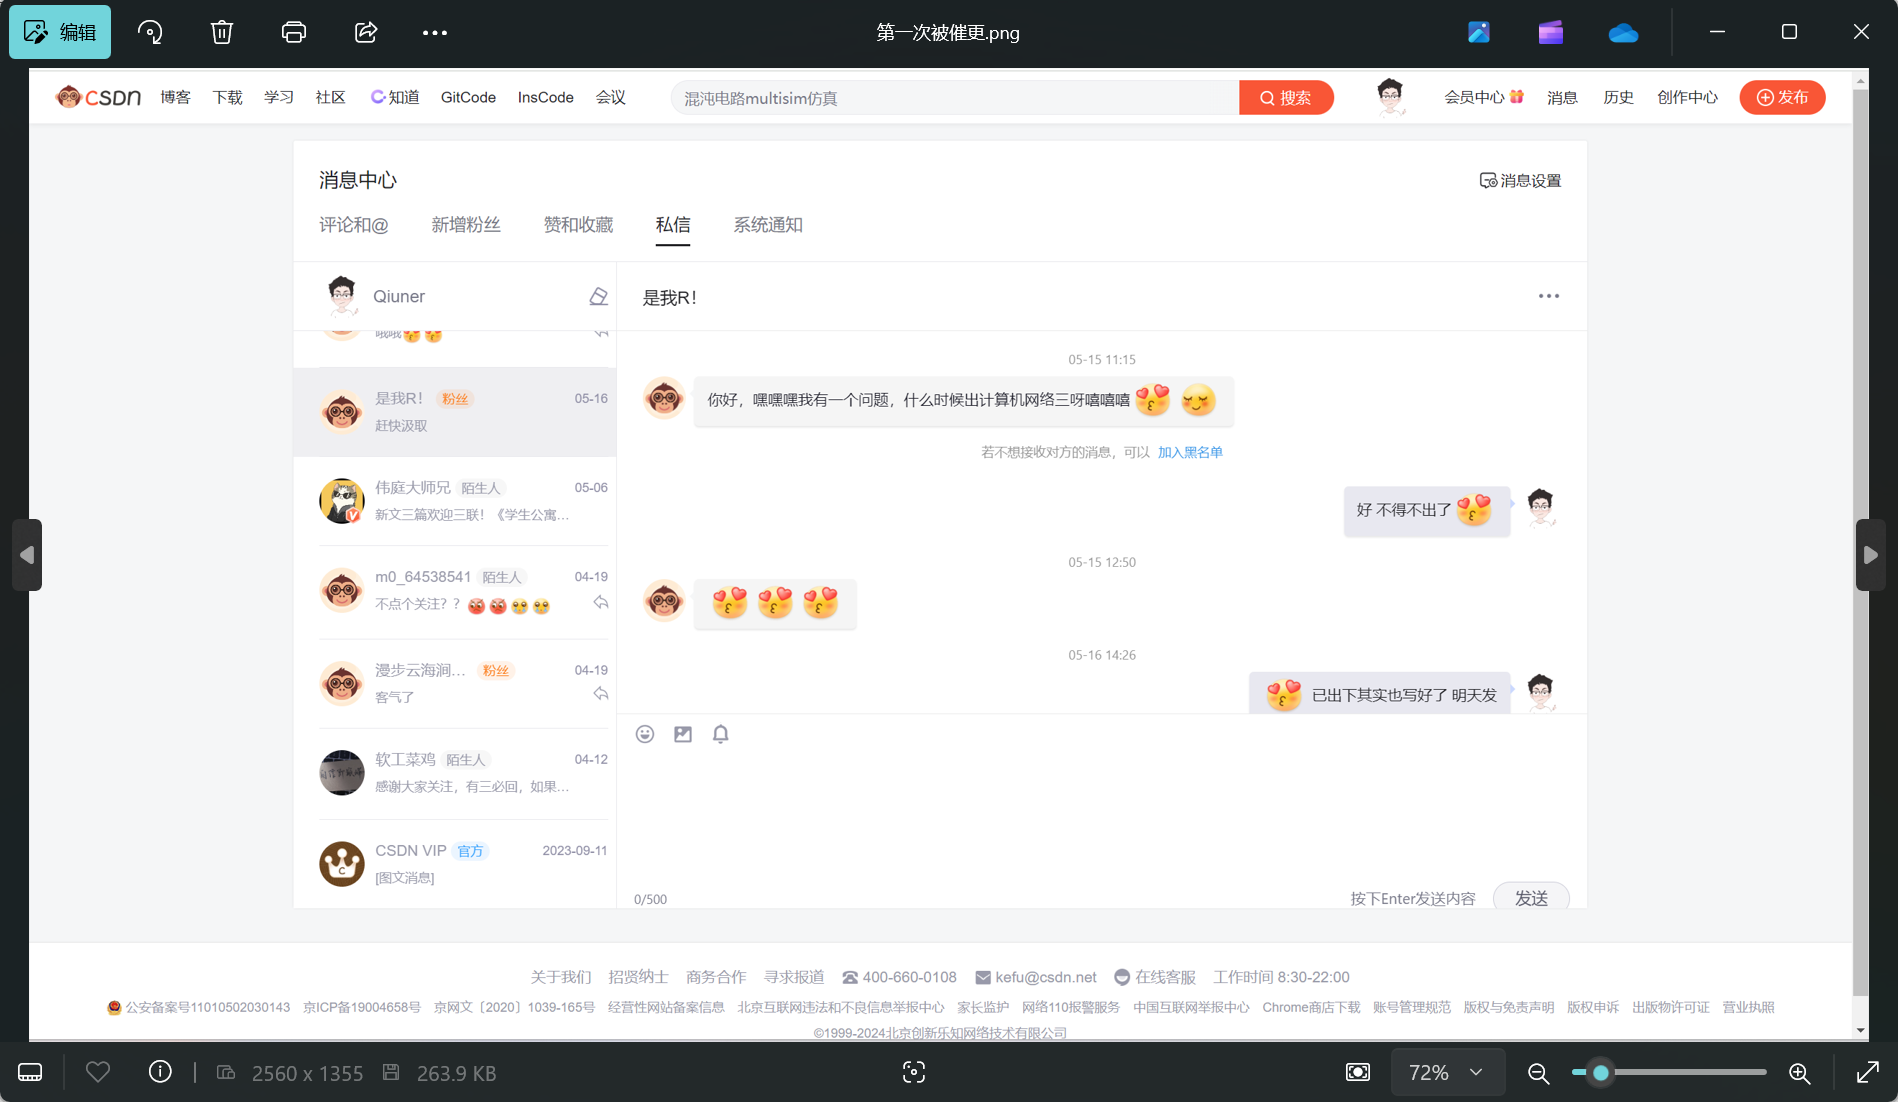 编辑
第一次被催更.png
CSDN 博客 下载 学习 社区 C知道 GitCode InsCode 会议 混沌电路multisim仿真 搜索 会员中心 消息 历史 创作中心 发布
消息中心
消息设置
评论和@ 新增粉丝 赞和收藏 私信 系统通知
Qiuner
哦哦
是我R！ 粉丝 05-16
赶快汲取
伟庭大师兄 陌生人 05-06
新文三篇欢迎三联！《学生公寓...
m0_64538541 陌生人 04-19
不点个关注？？
漫步云海涧... 粉丝 04-19
客气了
软工菜鸡 陌生人 04-12
感谢大家关注，有三必回，如果...
CSDN VIP 官方 2023-09-11
[图文消息]
是我R！
05-15 11:15
你好，嘿嘿嘿我有一个问题，什么时候出计算机网络三呀嘻嘻嘻
若不想接收对方的消息，可以 加入黑名单
好 不得不出了
05-15 12:50
05-16 14:26
已出下其实也写好了 明天发
0/500
按下Enter发送内容 发送
关于我们 招贤纳士 商务合作 寻求报道 400-660-0108 kefu@csdn.net 在线客服 工作时间 8:30-22:00
公安备案号11010502030143 京ICP备19004658号 京网文〔2020〕1039-165号 经营性网站备案信息 北京互联网违法和不良信息举报中心 家长监护 网络110报警服务 中国互联网举报中心 Chrome商店下载 账号管理规范 版权与免责声明 版权申诉 出版物许可证 营业执照
©1999-2024北京创新乐知网络技术有限公司
2560 x 1355 263.9 KB
72%